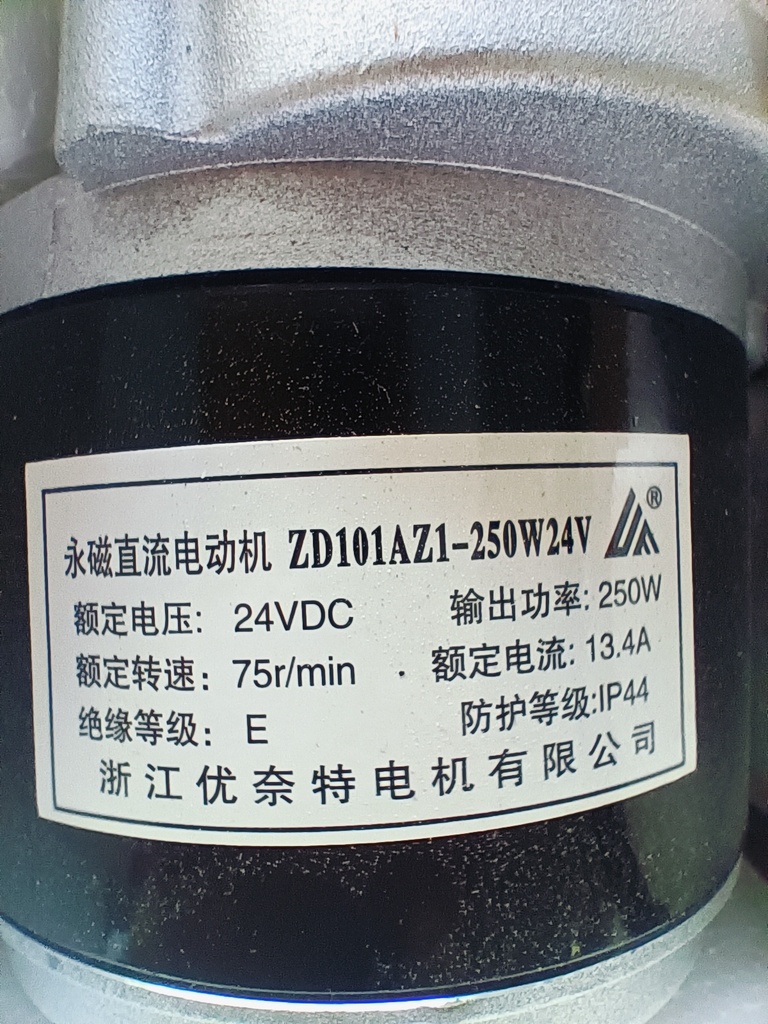 永磁直流电动机 ZD101AZ1-250W24V ®
额定电压: 24VDC 输出功率: 250W
额定转速: 75r/min 额定电流: 13.4A
绝缘等级: E 防护等级:IP44
浙江优奈特电机有限公司